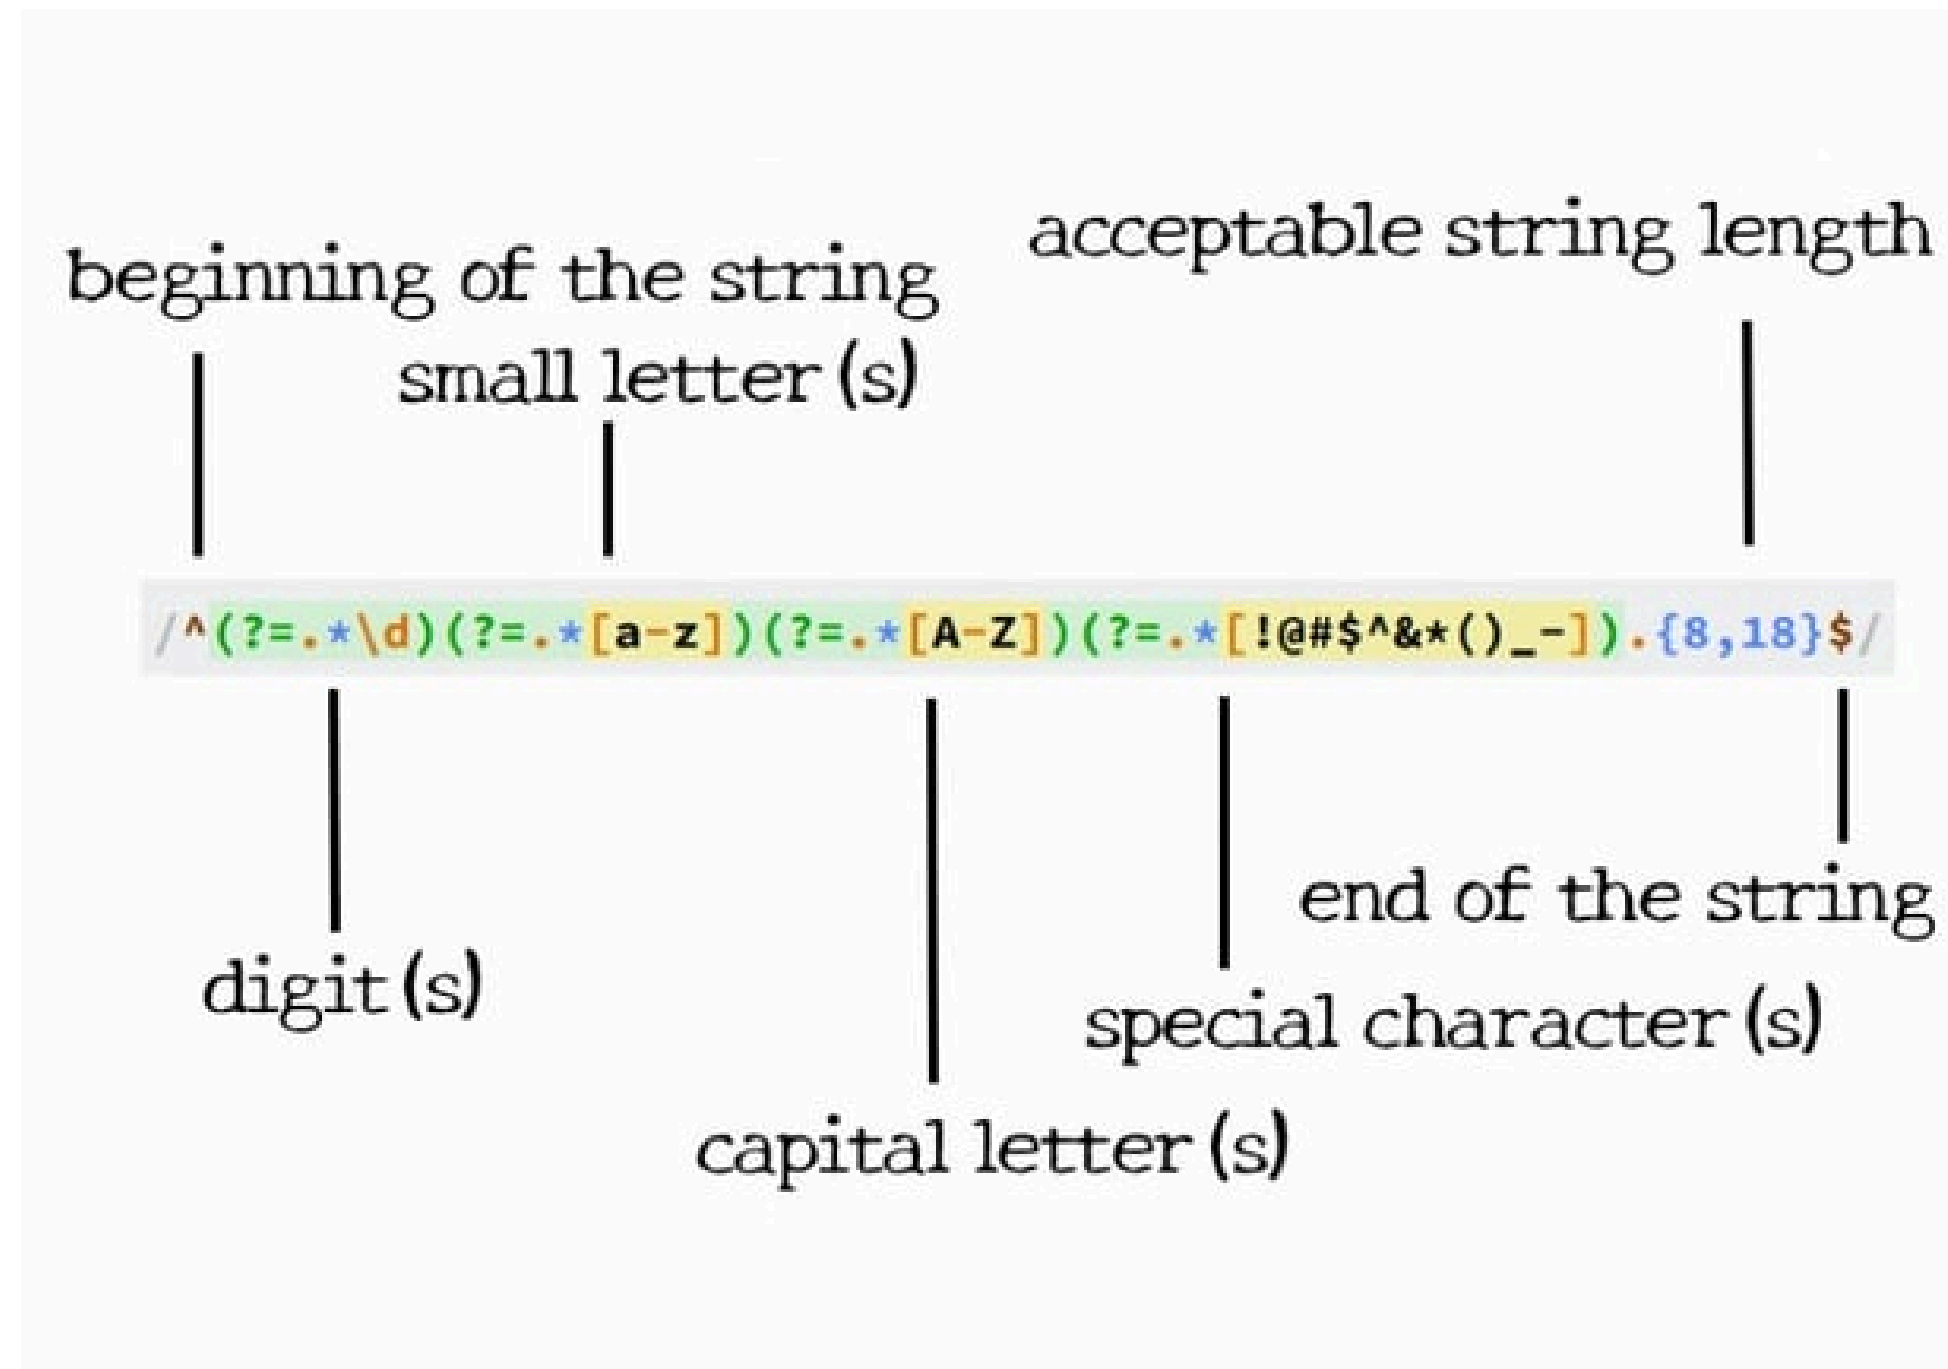 acceptable string length
beginning of the string
small letter(s)
/^(?=.*\d)(?=.*[a-z])(?=.*[A-Z])(?=.*[!@#$^&*()_-]).{8,18}$/
end of the string
digit(s)
special character(s)
capital letter(s)